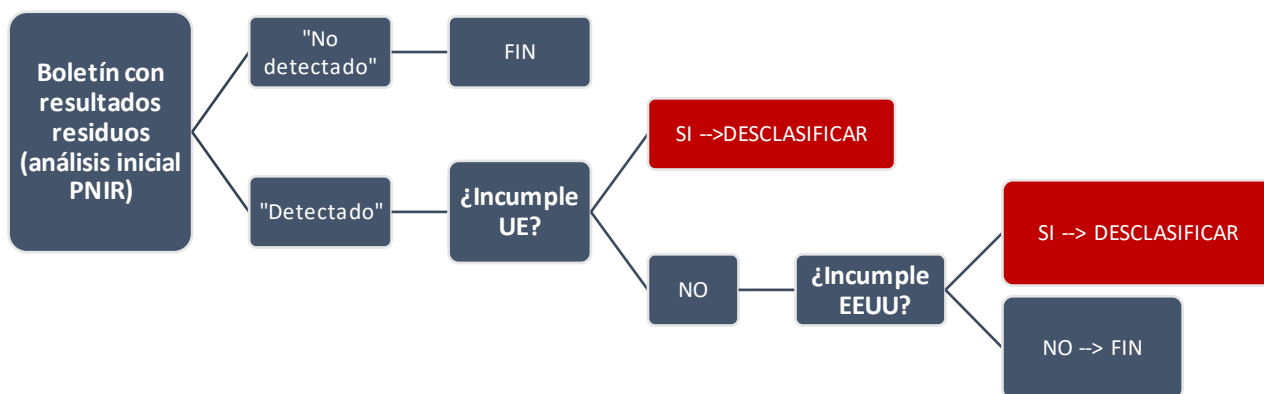 Boletín con
resultados
residuos
(análisis inicial
PNIR)
"No
detectado"
FIN
"Detectado"
¿Incumple
UE?
SI -->DESCLASIFICAR
NO
¿Incumple
EEUU?
SI --> DESCLASIFICAR
NO --> FIN